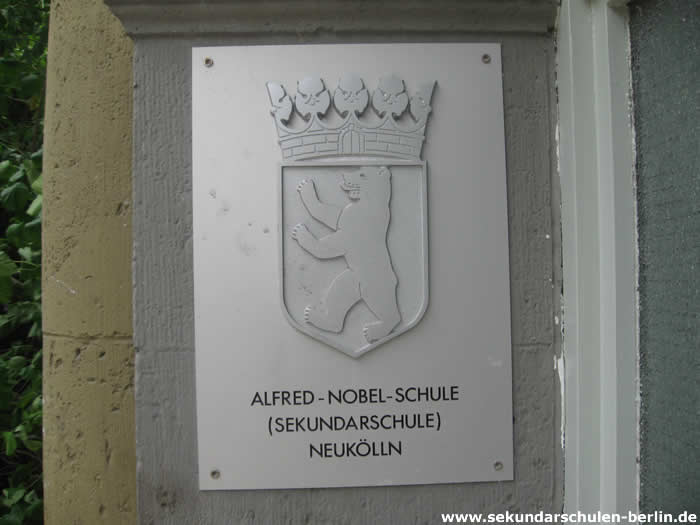 ALFRED-NOBEL-SCHULE
(SEKUNDARSCHULE)
NEUKÖLLN
www.sekundarschulen-berlin.de